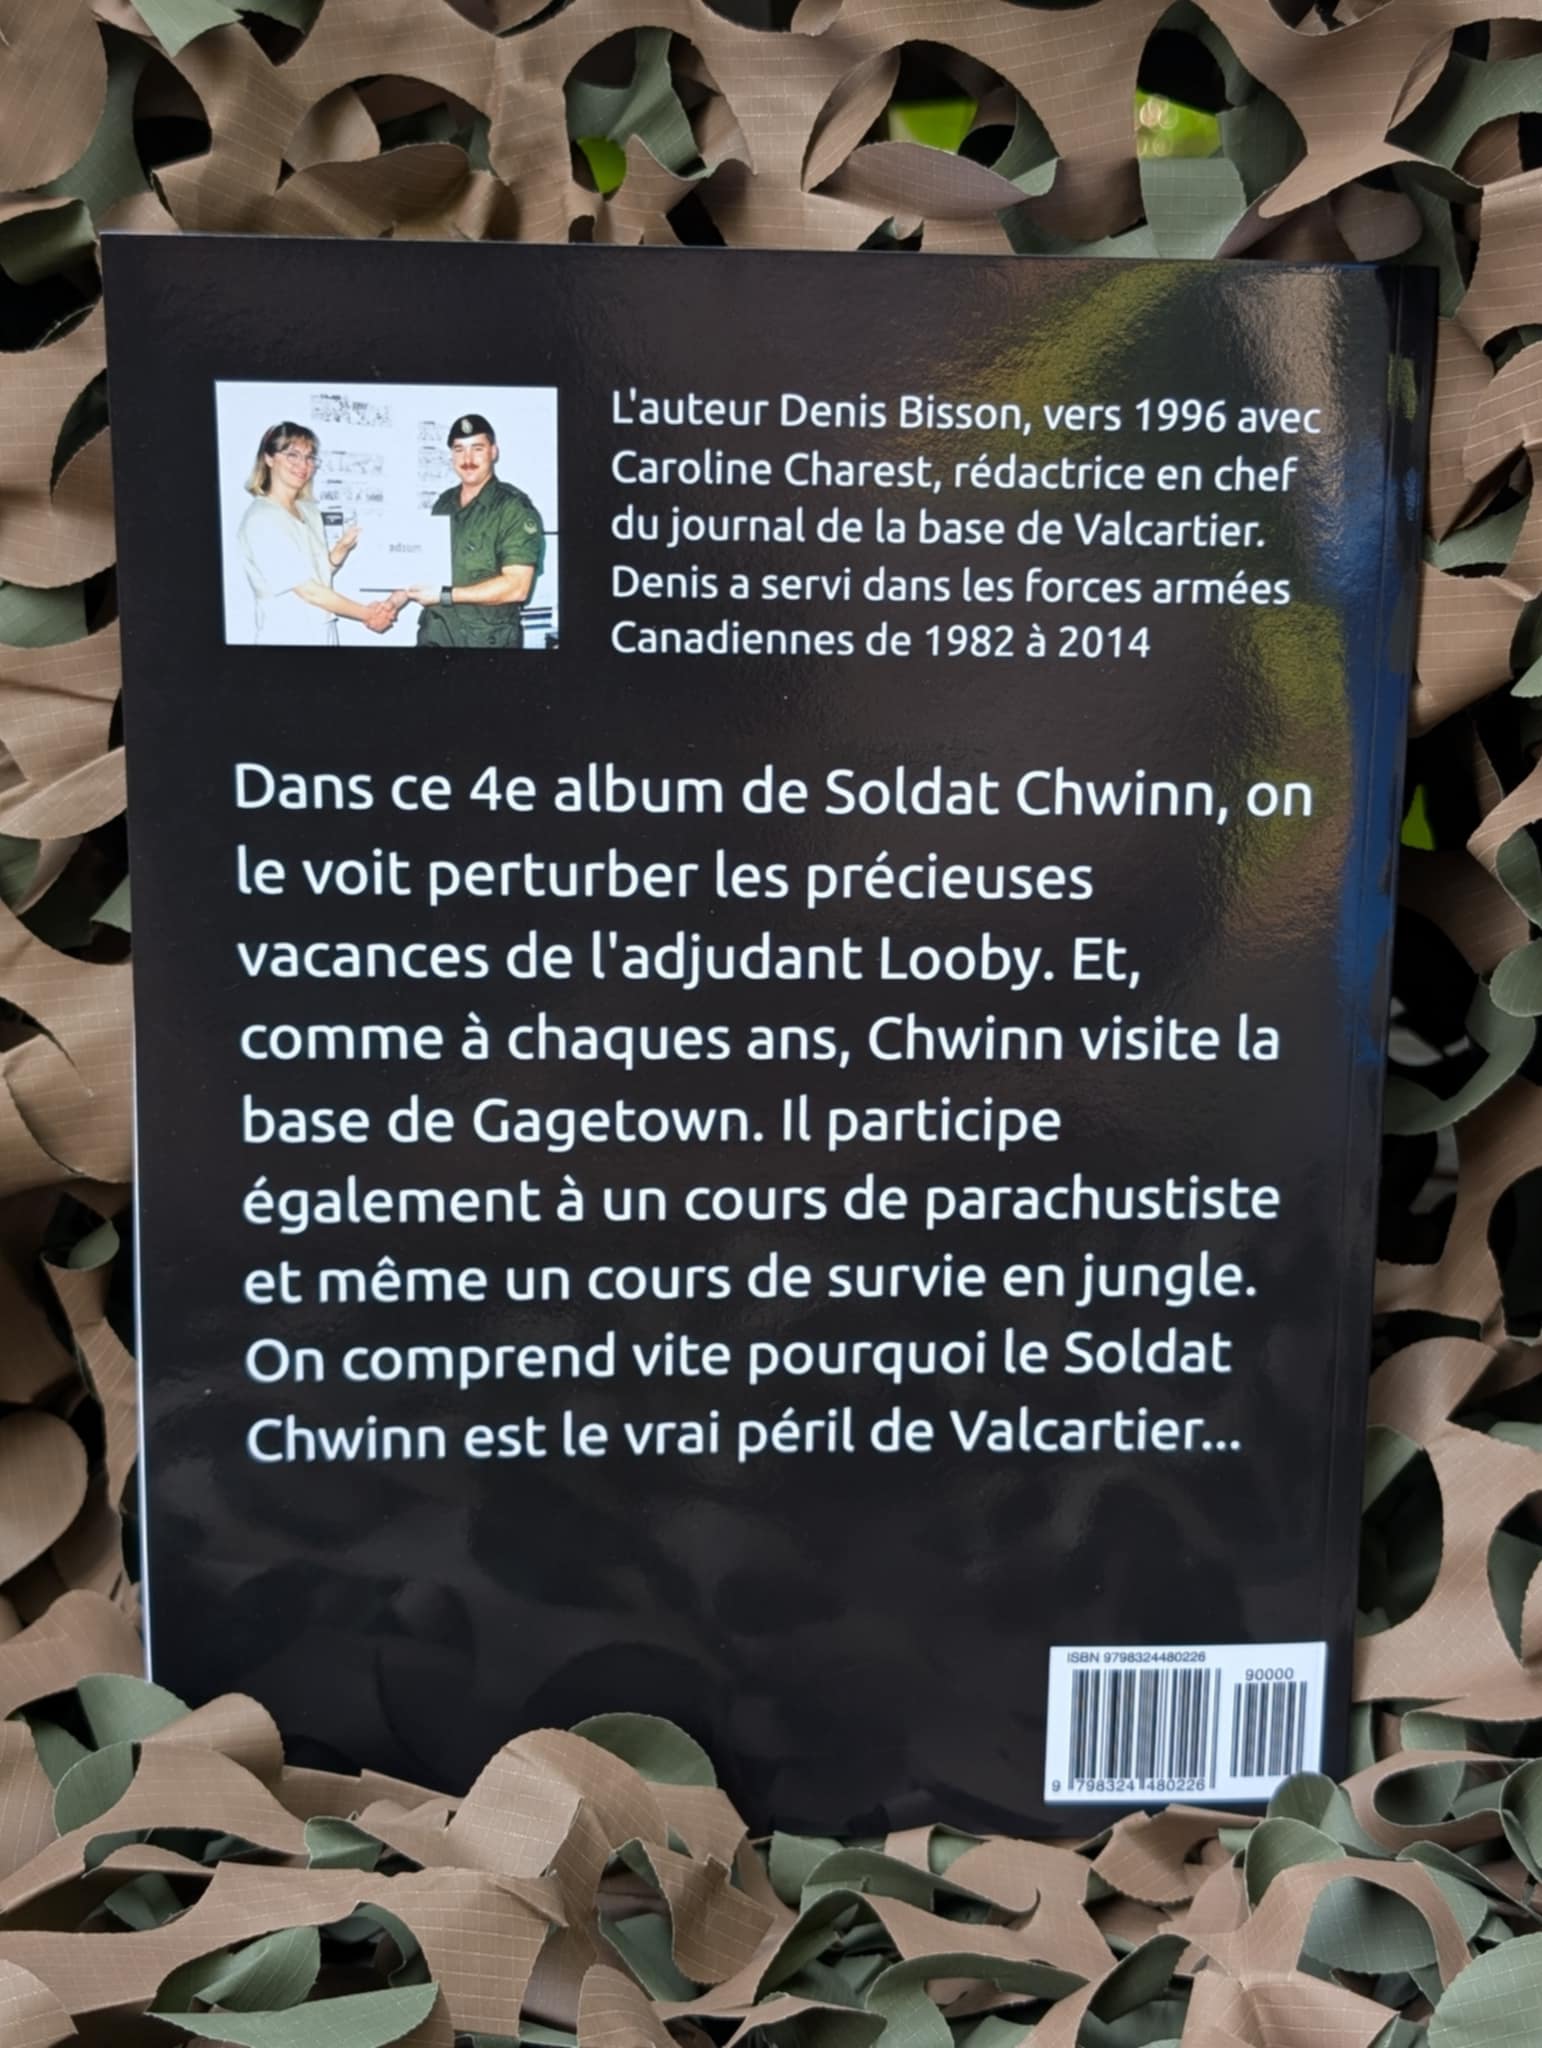 adsum
L'auteur Denis Bisson, vers 1996 avec
Caroline Charest, rédactrice en chef
du journal de la base de Valcartier.
Denis a servi dans les forces armées
Canadiennes de 1982 à 2014
Dans ce 4e album de Soldat Chwinn, on
le voit perturber les précieuses
vacances de l'adjudant Looby. Et,
comme à chaques ans, Chwinn visite la
base de Gagetown. Il participe
également à un cours de parachustiste
et même un cours de survie en jungle.
On comprend vite pourquoi le Soldat
Chwinn est le vrai péril de Valcartier...
ISBN 9798324480226
90000
9 798324 480226